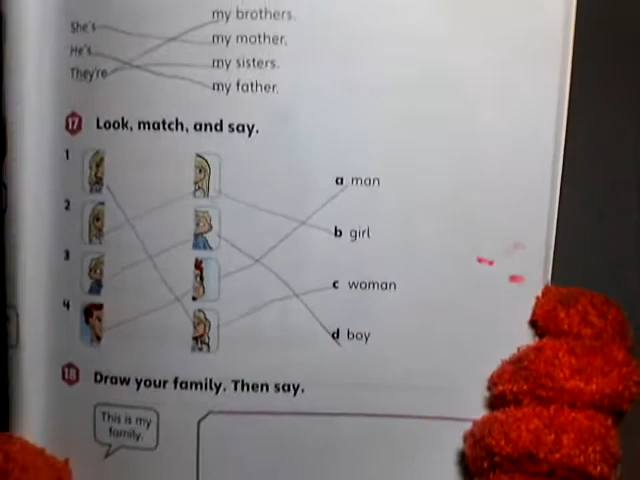 She's
my brothers.
He's
my mother.
They're
my sisters.
my father.
17 Look, match, and say.
1
a man
2
b girl
3
c woman
4
d boy
18 Draw your family. Then say.
This is my
family.